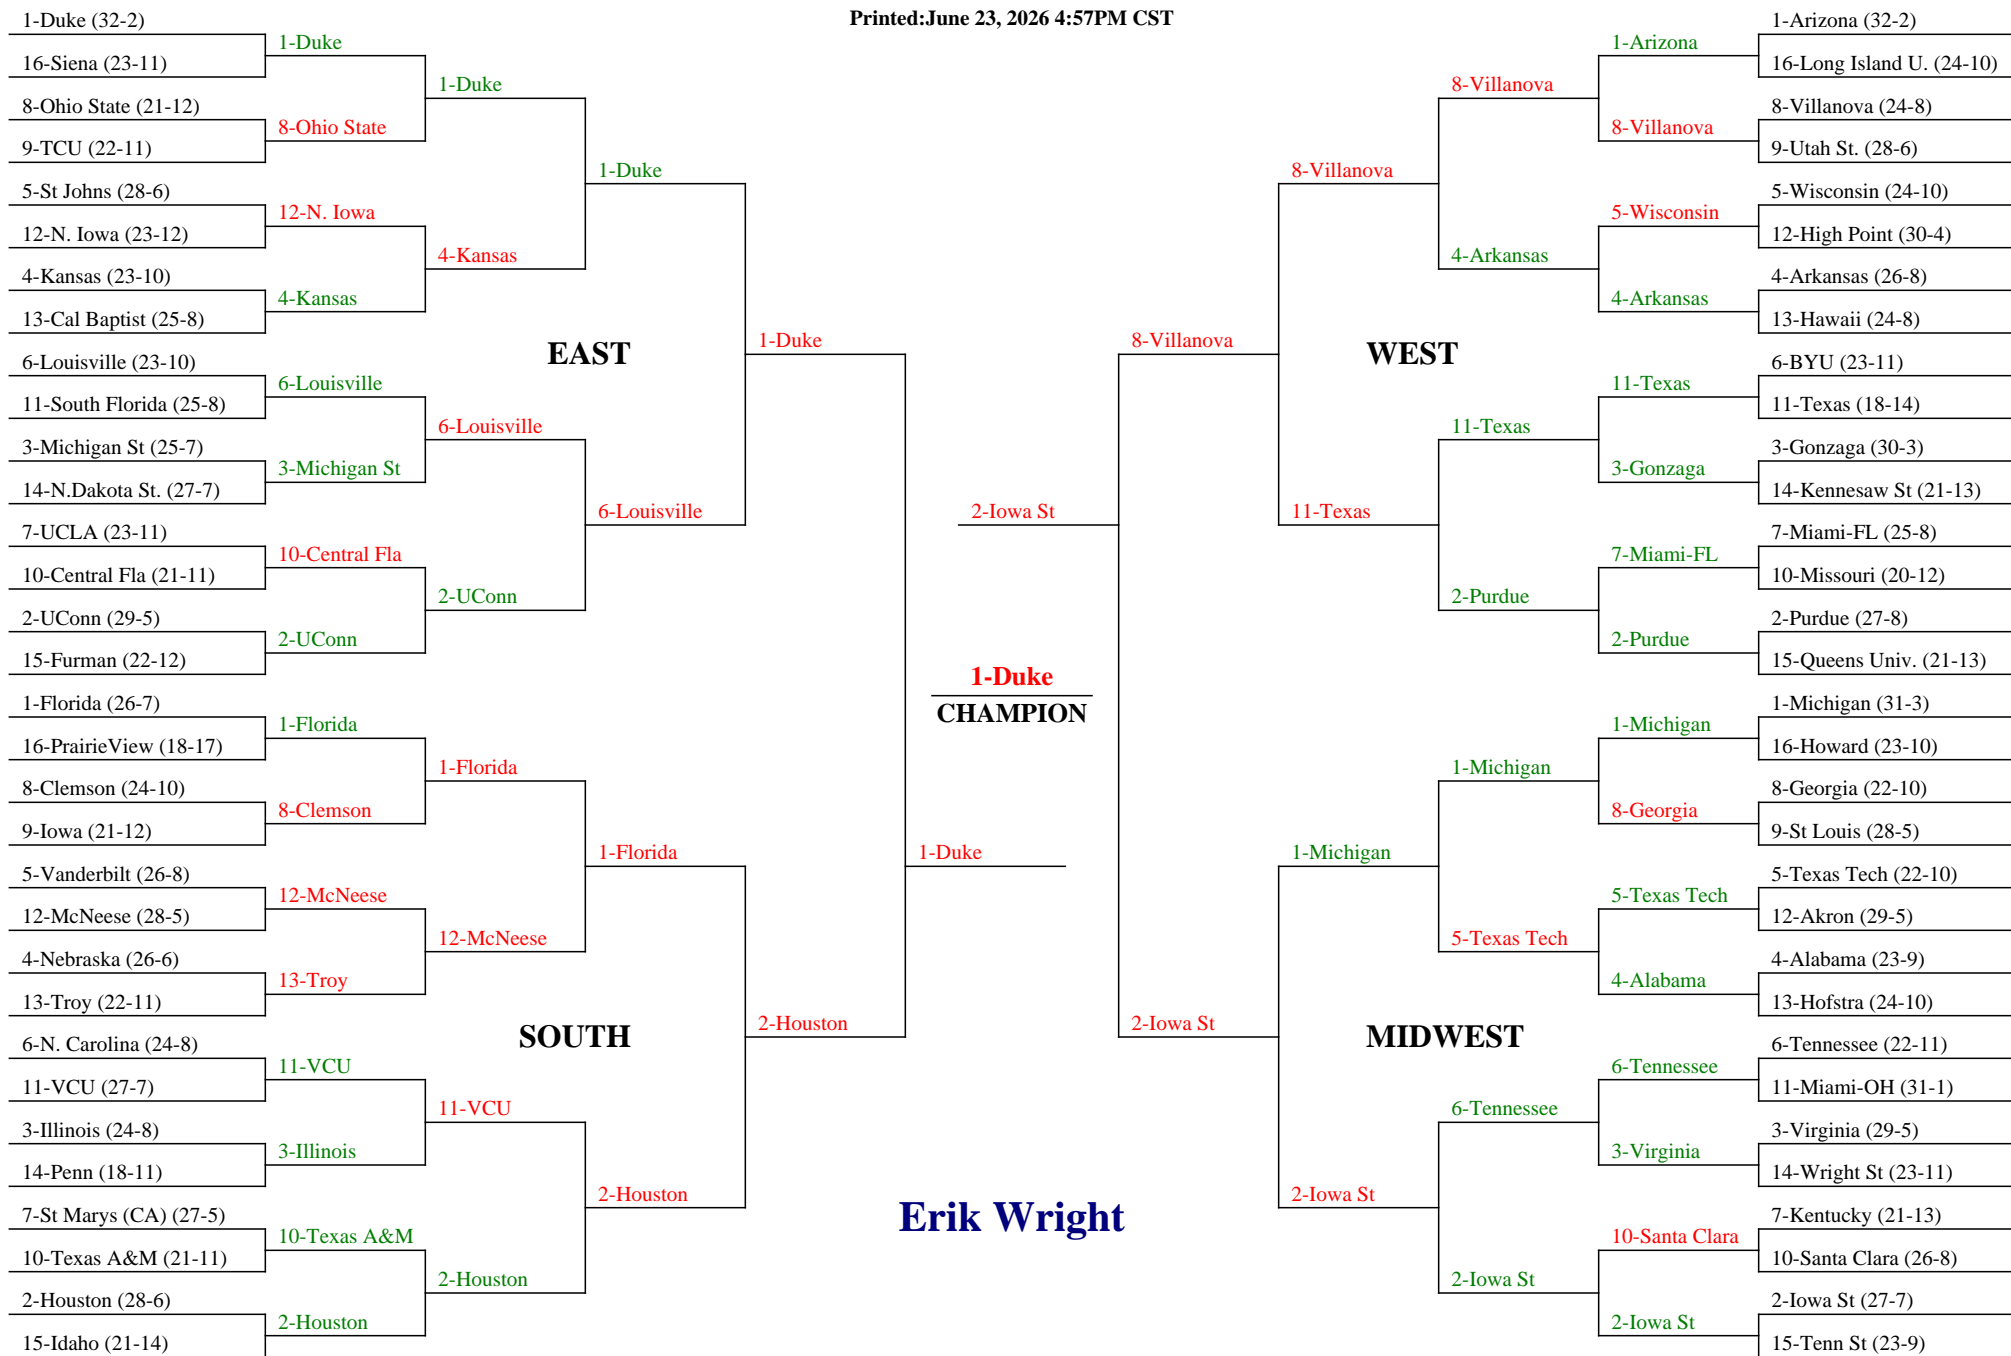 Printed:June 23, 2026 4:57PM CST
1-Duke (32-2)
16-Siena (23-11)
8-Ohio State (21-12)
9-TCU (22-11)
5-St Johns (28-6)
12-N. Iowa (23-12)
4-Kansas (23-10)
13-Cal Baptist (25-8)
6-Louisville (23-10)
11-South Florida (25-8)
3-Michigan St (25-7)
14-N.Dakota St. (27-7)
7-UCLA (23-11)
10-Central Fla (21-11)
2-UConn (29-5)
15-Furman (22-12)
1-Florida (26-7)
16-PrairieView (18-17)
8-Clemson (24-10)
9-Iowa (21-12)
5-Vanderbilt (26-8)
12-McNeese (28-5)
4-Nebraska (26-6)
13-Troy (22-11)
6-N. Carolina (24-8)
11-VCU (27-7)
3-Illinois (24-8)
14-Penn (18-11)
7-St Marys (CA) (27-5)
10-Texas A&M (21-11)
2-Houston (28-6)
15-Idaho (21-14)
1-Duke
8-Ohio State
12-N. Iowa
4-Kansas
6-Louisville
3-Michigan St
10-Central Fla
2-UConn
1-Florida
8-Clemson
12-McNeese
13-Troy
11-VCU
3-Illinois
10-Texas A&M
2-Houston
1-Duke
4-Kansas
6-Louisville
2-UConn
1-Florida
12-McNeese
11-VCU
2-Houston
EAST
SOUTH
1-Duke
6-Louisville
1-Florida
2-Houston
1-Duke
2-Houston
1-Duke
2-Iowa St
1-Duke
CHAMPION
Erik Wright
8-Villanova
2-Iowa St
8-Villanova
11-Texas
1-Michigan
2-Iowa St
WEST
MIDWEST
8-Villanova
4-Arkansas
11-Texas
2-Purdue
1-Michigan
5-Texas Tech
6-Tennessee
2-Iowa St
1-Arizona
8-Villanova
5-Wisconsin
4-Arkansas
11-Texas
3-Gonzaga
7-Miami-FL
2-Purdue
1-Michigan
8-Georgia
5-Texas Tech
4-Alabama
6-Tennessee
3-Virginia
10-Santa Clara
2-Iowa St
1-Arizona (32-2)
16-Long Island U. (24-10)
8-Villanova (24-8)
9-Utah St. (28-6)
5-Wisconsin (24-10)
12-High Point (30-4)
4-Arkansas (26-8)
13-Hawaii (24-8)
6-BYU (23-11)
11-Texas (18-14)
3-Gonzaga (30-3)
14-Kennesaw St (21-13)
7-Miami-FL (25-8)
10-Missouri (20-12)
2-Purdue (27-8)
15-Queens Univ. (21-13)
1-Michigan (31-3)
16-Howard (23-10)
8-Georgia (22-10)
9-St Louis (28-5)
5-Texas Tech (22-10)
12-Akron (29-5)
4-Alabama (23-9)
13-Hofstra (24-10)
6-Tennessee (22-11)
11-Miami-OH (31-1)
3-Virginia (29-5)
14-Wright St (23-11)
7-Kentucky (21-13)
10-Santa Clara (26-8)
2-Iowa St (27-7)
15-Tenn St (23-9)